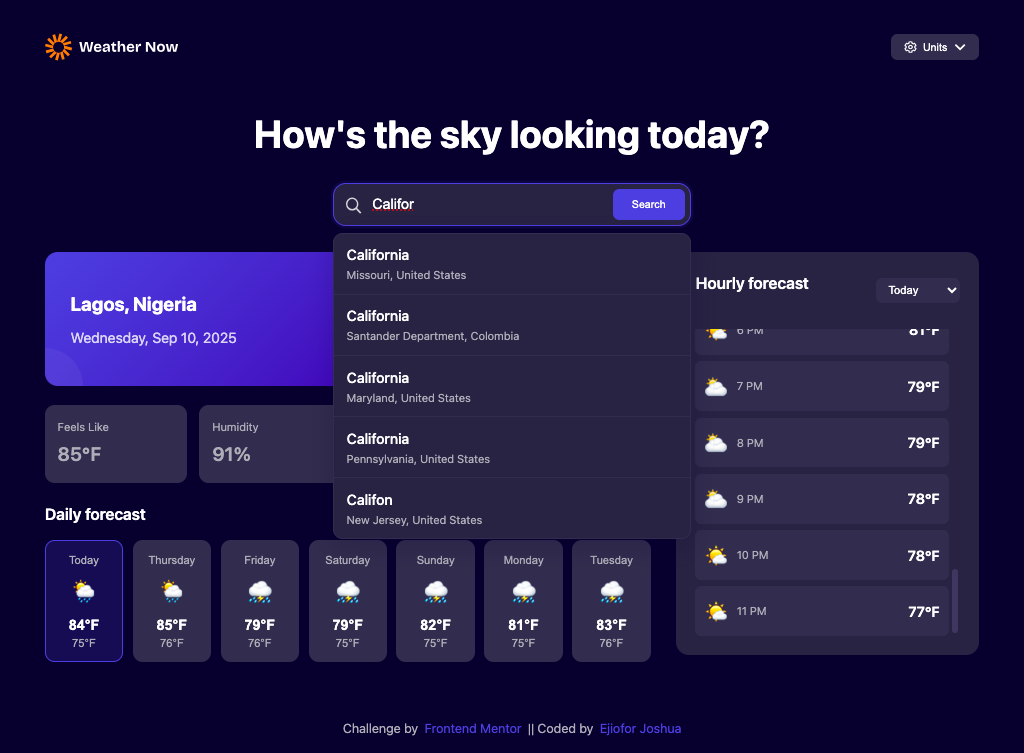 Weather Now
Units
How's the sky looking today?
Califor
Search
California
Missouri, United States
California
Santander Department, Colombia
California
Maryland, United States
California
Pennsylvania, United States
Califon
New Jersey, United States
Lagos, Nigeria
Wednesday, Sep 10, 2025
Feels Like
85°F
Humidity
91%
Daily forecast
Today
84°F
75°F
Thursday
85°F
76°F
Friday
79°F
76°F
Saturday
79°F
75°F
Sunday
82°F
75°F
Monday
81°F
75°F
Tuesday
83°F
76°F
Hourly forecast
Today
6 PM 81°F
7 PM 79°F
8 PM 79°F
9 PM 78°F
10 PM 78°F
11 PM 77°F
Challenge by Frontend Mentor || Coded by Ejiofor Joshua